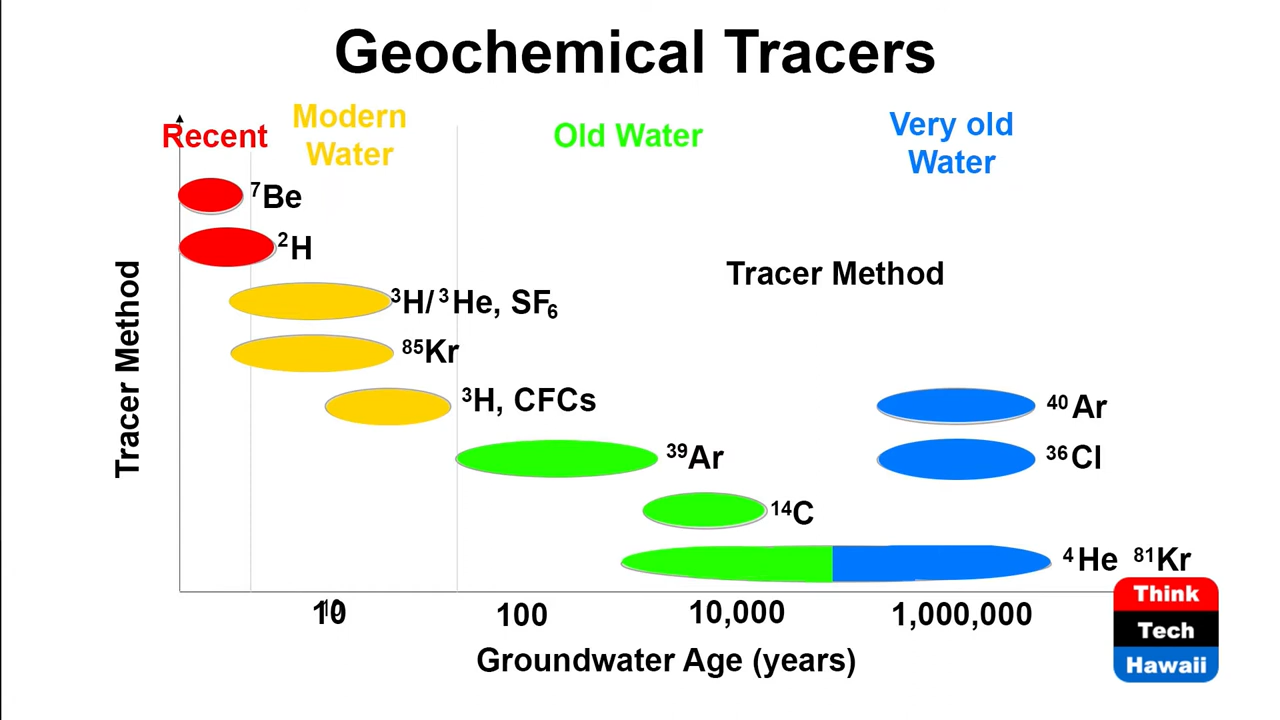 Geochemical Tracers
Recent
Modern
Water
Old Water
Very old
Water
⁷Be
²H
Tracer Method
³H/³He, SF₆
⁸⁵Kr
³H, CFCs
⁴⁰Ar
³⁹Ar
³⁶Cl
¹⁴C
⁴He ⁸¹Kr
Tracer Method
10
100
10,000
1,000,000
Groundwater Age (years)
Think
Tech
Hawaii